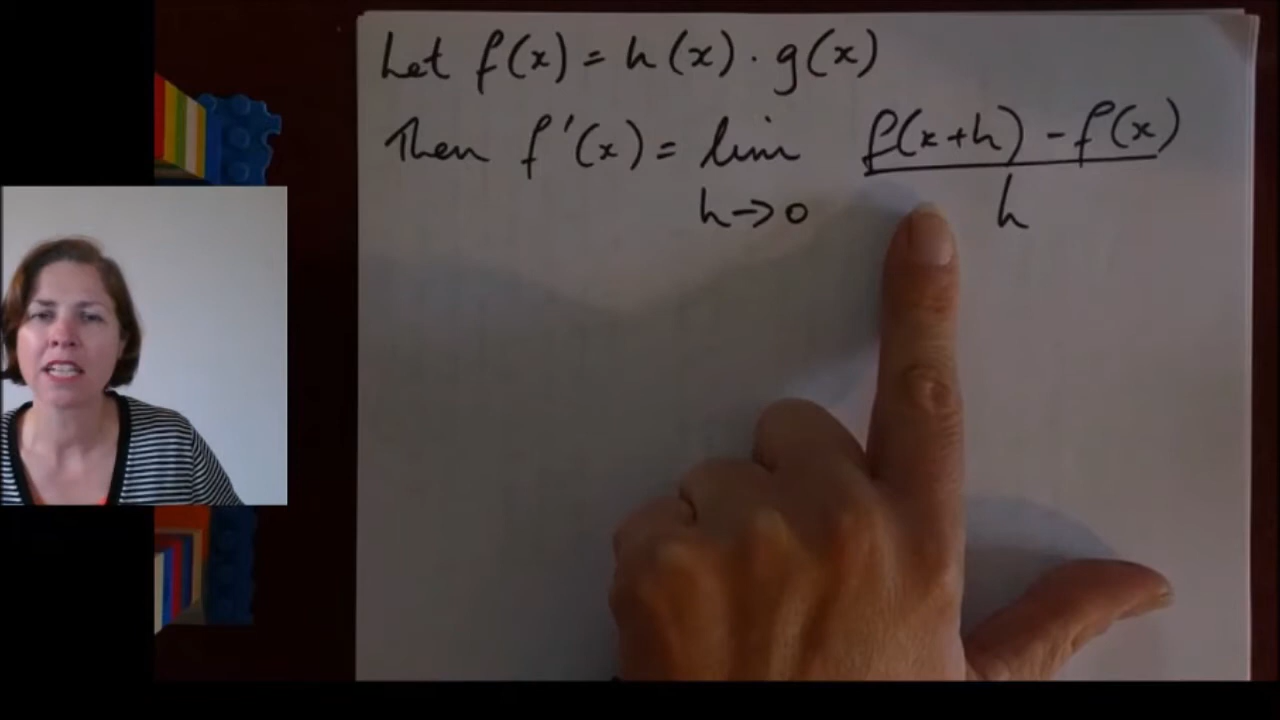 Let f(x) = h(x) · g(x)
Then f'(x) = lim f(x+h) - f(x)
h→0 h